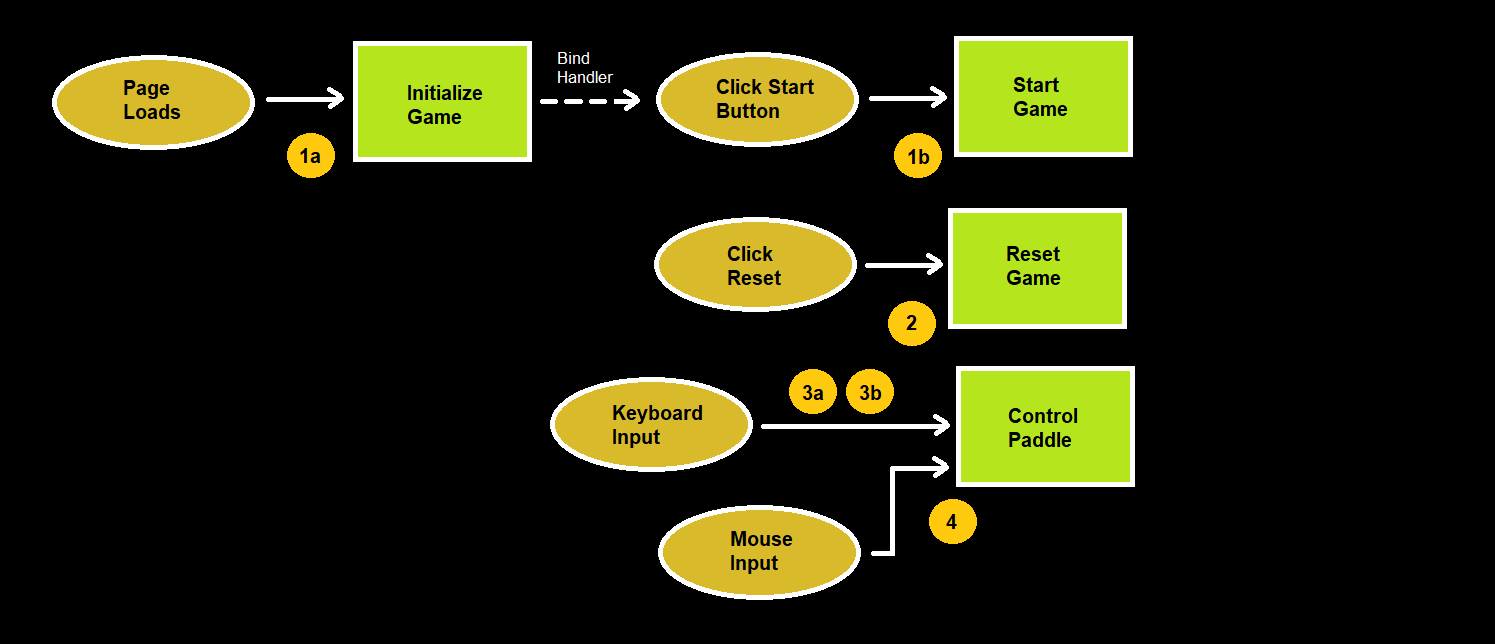 Page
Loads
1a
Initialize
Game
Bind
Handler
Click Start
Button
1b
Start
Game
Click
Reset
2
Reset
Game
Keyboard
Input
3a
3b
Control
Paddle
Mouse
Input
4